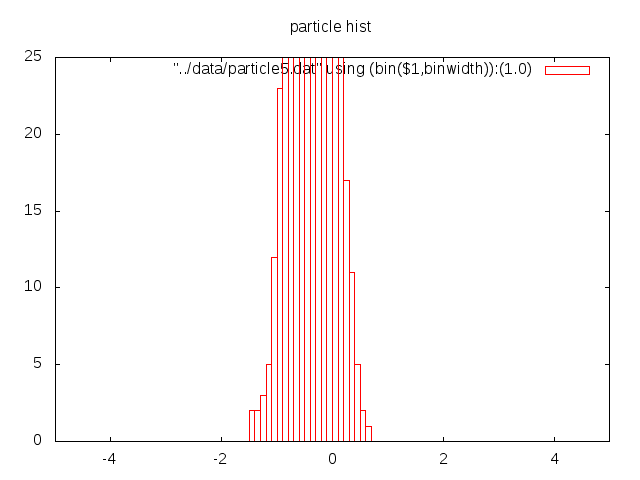 particle hist
25
"../data/particle5.dat" using (bin($1,binwidth)):(1.0)
20
15
10
5
0
-4 -2 0 2 4